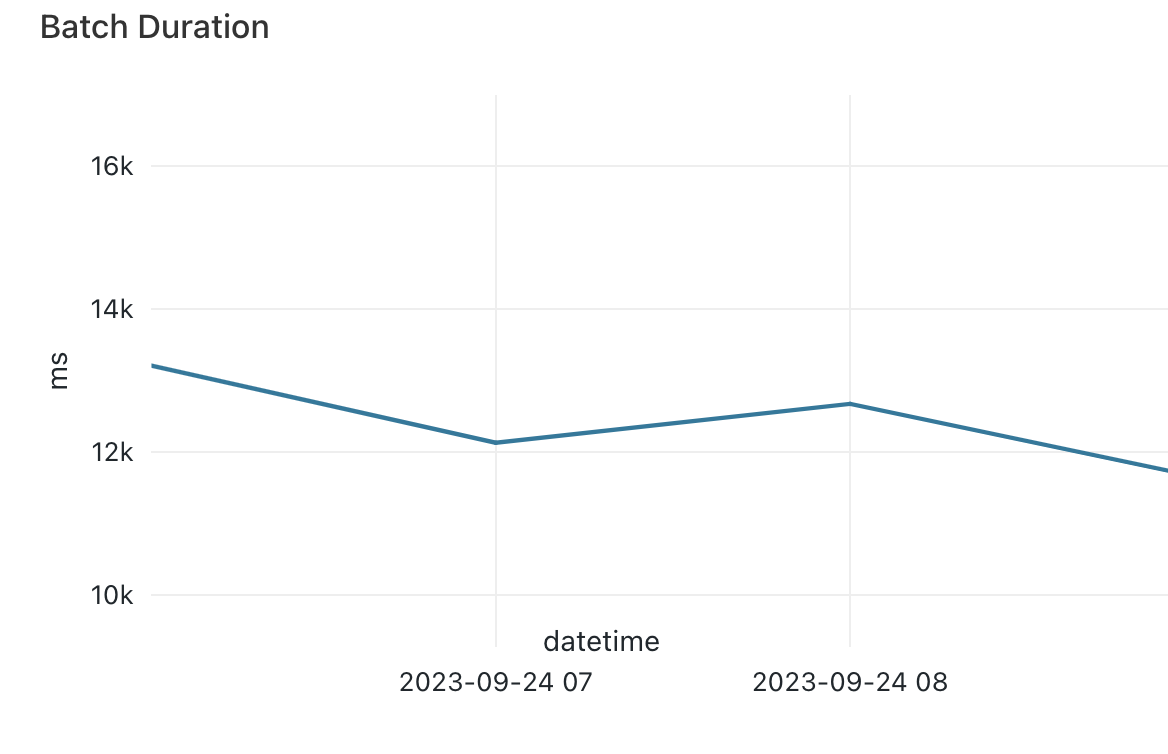 Batch Duration
16k
14k
ms
12k
10k
datetime
2023-09-24 07
2023-09-24 08